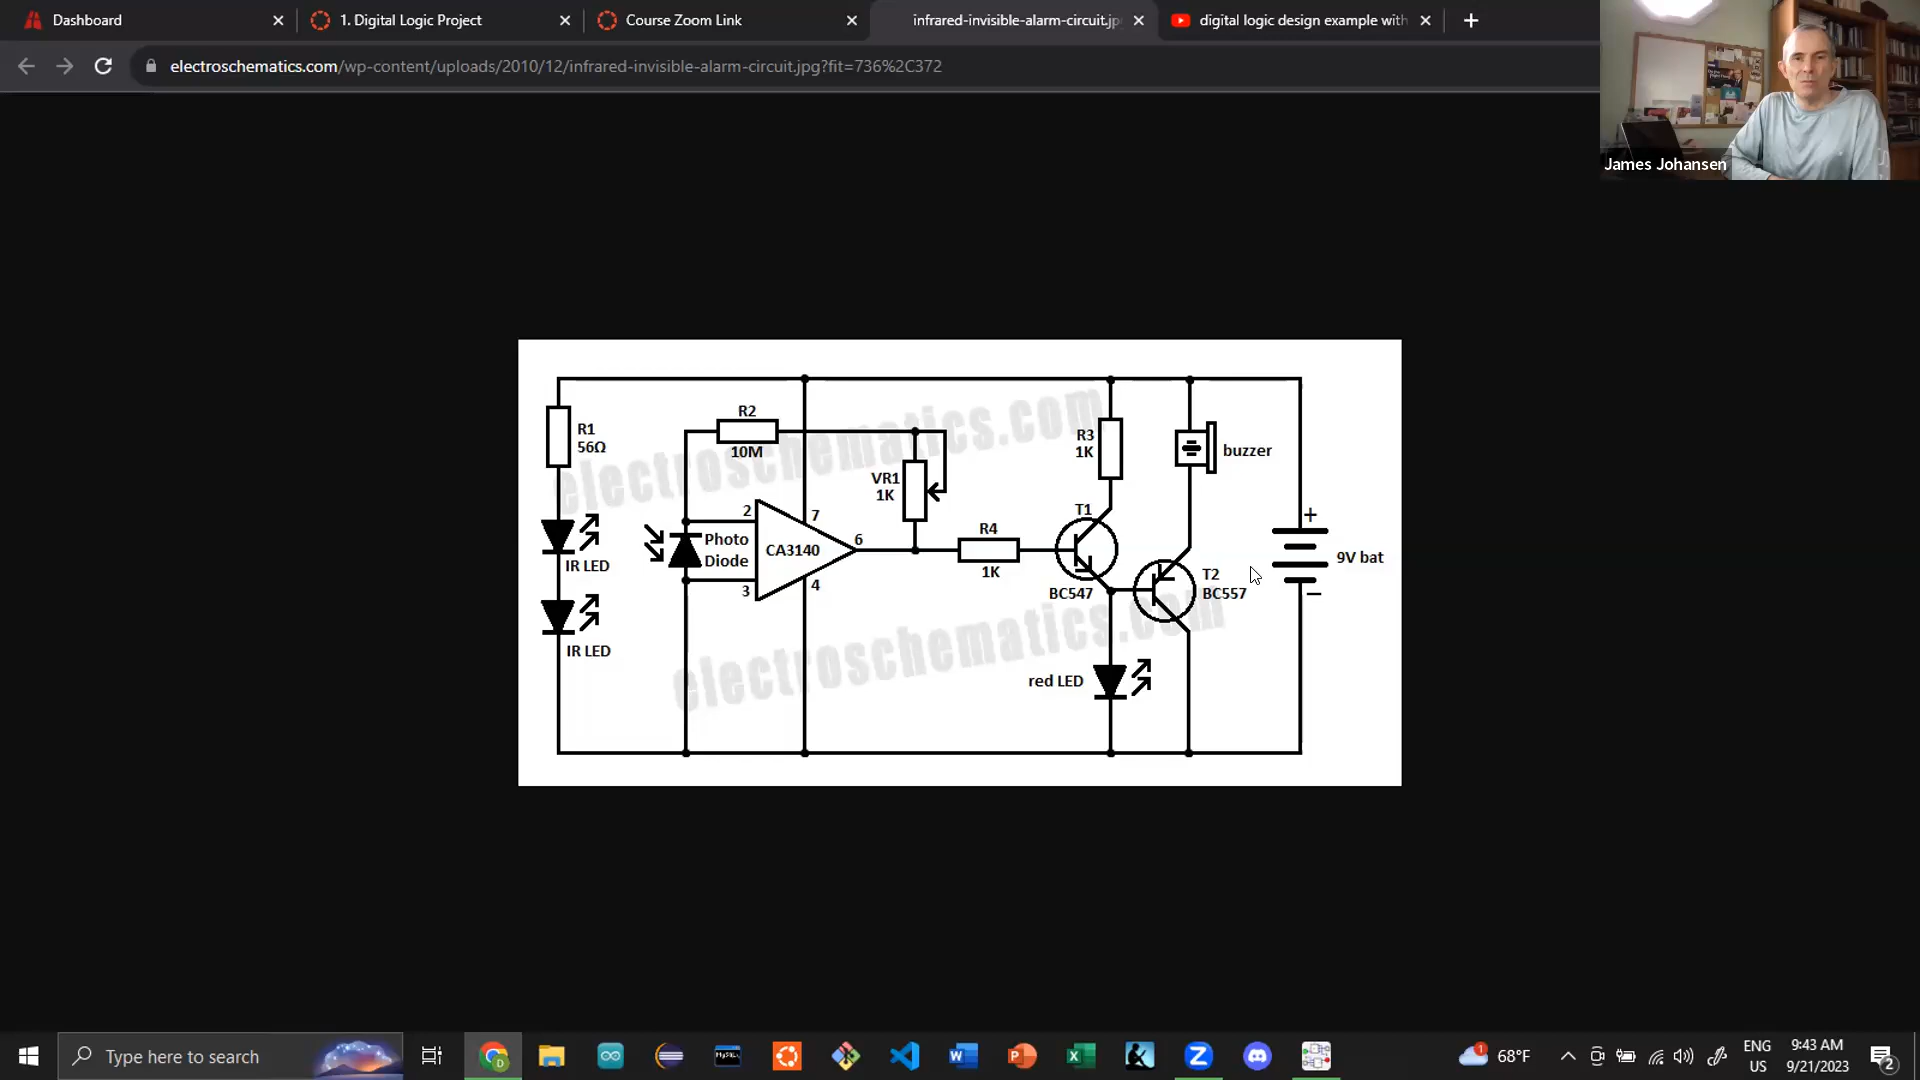 Dashboard
1. Digital Logic Project
Course Zoom Link
infrared-invisible-alarm-circuit.jp
digital logic design example with
electroschematics.com/wp-content/uploads/2010/12/infrared-invisible-alarm-circuit.jpg?fit=736%2C372
James Johansen
electroschematics.com
electroschematics.com
R1
56Ω
IR LED
IR LED
R2
10M
Photo
Diode
2
3
7
4
6
CA3140
VR1
1K
R4
1K
R3
1K
T1
BC547
T2
BC557
buzzer
red LED
+
9V bat
−
Type here to search
MySQL
68°F
1
ENG
US
9:43 AM
9/21/2023
2